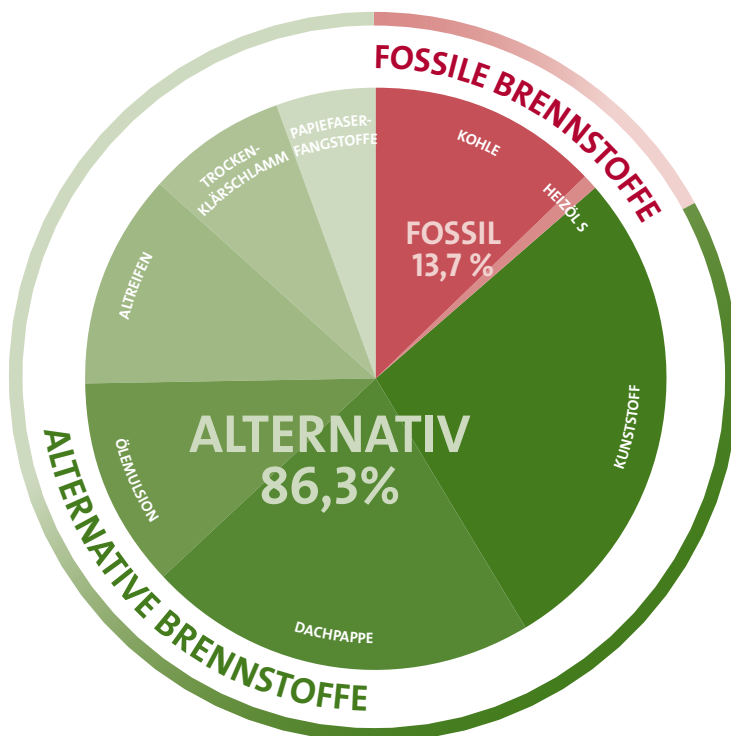 FOSSILE BRENNSTOFFE
KOHLE
HEIZÖL S
FOSSIL
13,7 %
PAPIEFASER-
FANGSTOFFE
TROCKEN-
KLÄRSCHLAMM
ALTREIFEN
KUNSTSTOFF
ALTERNATIV
86,3%
ÖLEMULSION
DACHPAPPE
ALTERNATIVE BRENNSTOFFE